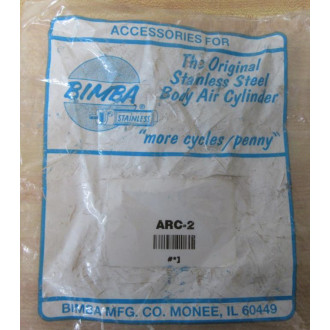 ACCESSORIES FOR
BIMBA
®
STAINLESS
The Original
Stainless Steel
Body Air Cylinder
"more cycles/penny"
ARC-2
#*J
BIMBA MFG. CO. MONEE, IL 60449